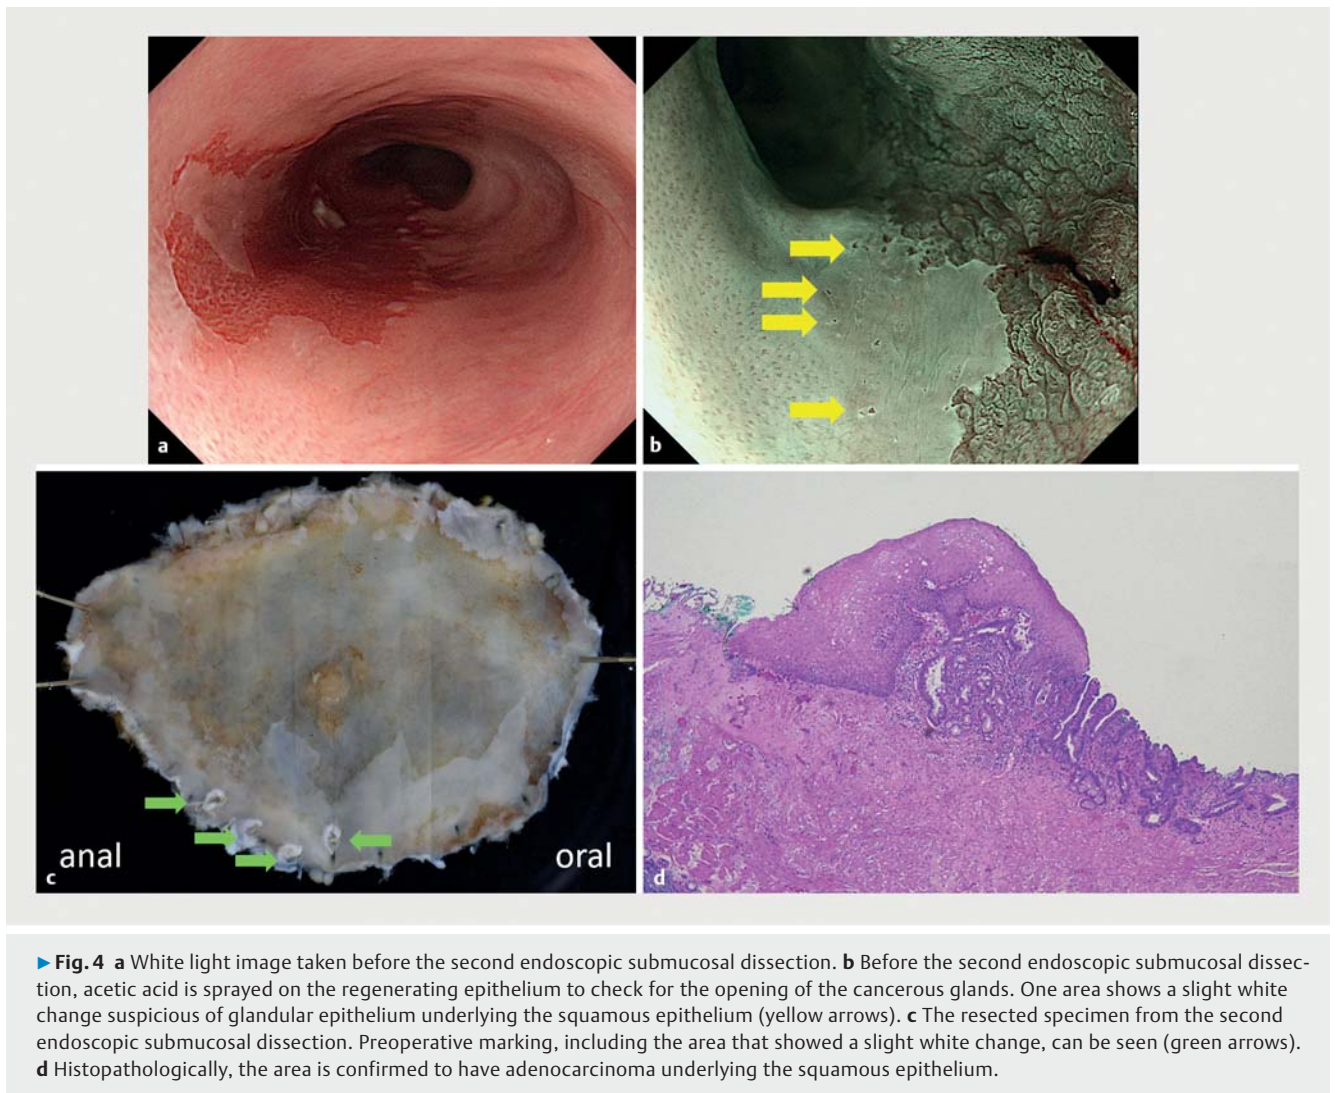 a
b
anal
oral
c
d
▶ Fig. 4 a White light image taken before the second endoscopic submucosal dissection. b Before the second endoscopic submucosal dissec-
tion, acetic acid is sprayed on the regenerating epithelium to check for the opening of the cancerous glands. One area shows a slight white
change suspicious of glandular epithelium underlying the squamous epithelium (yellow arrows). c The resected specimen from the second
endoscopic submucosal dissection. Preoperative marking, including the area that showed a slight white change, can be seen (green arrows).
d Histopathologically, the area is confirmed to have adenocarcinoma underlying the squamous epithelium.